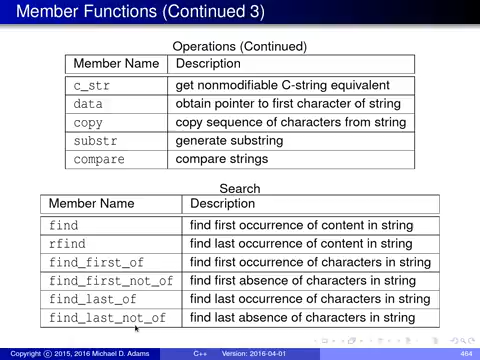 Member Functions (Continued 3)
Operations (Continued)
Member Name Description
c_str get nonmodifiable C-string equivalent
data obtain pointer to first character of string
copy copy sequence of characters from string
substr generate substring
compare compare strings
Search
Member Name Description
find find first occurrence of content in string
rfind find last occurrence of content in string
find_first_of find first occurrence of characters in string
find_first_not_of find first absence of characters in string
find_last_of find last occurrence of characters in string
find_last_not_of find last absence of characters in string
Copyright © 2015, 2016 Michael D. Adams C++ Version: 2016-04-01 464